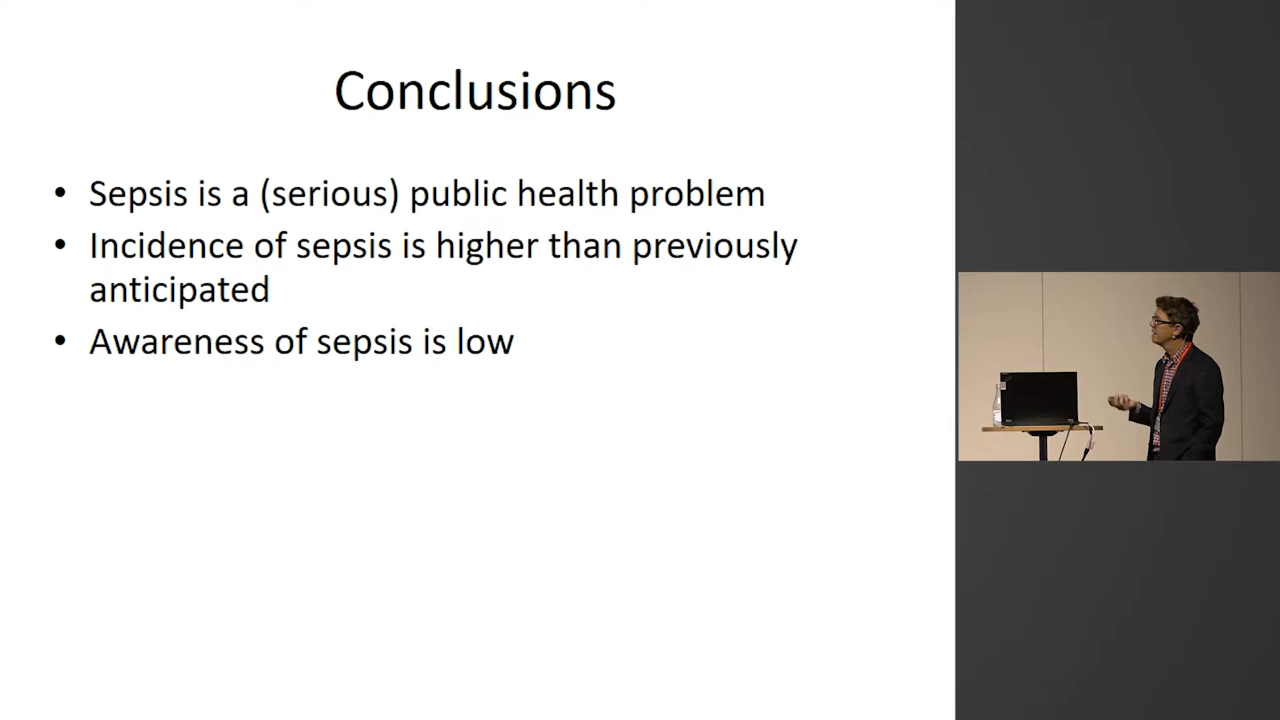 Conclusions
• Sepsis is a (serious) public health problem
• Incidence of sepsis is higher than previously
anticipated
• Awareness of sepsis is low